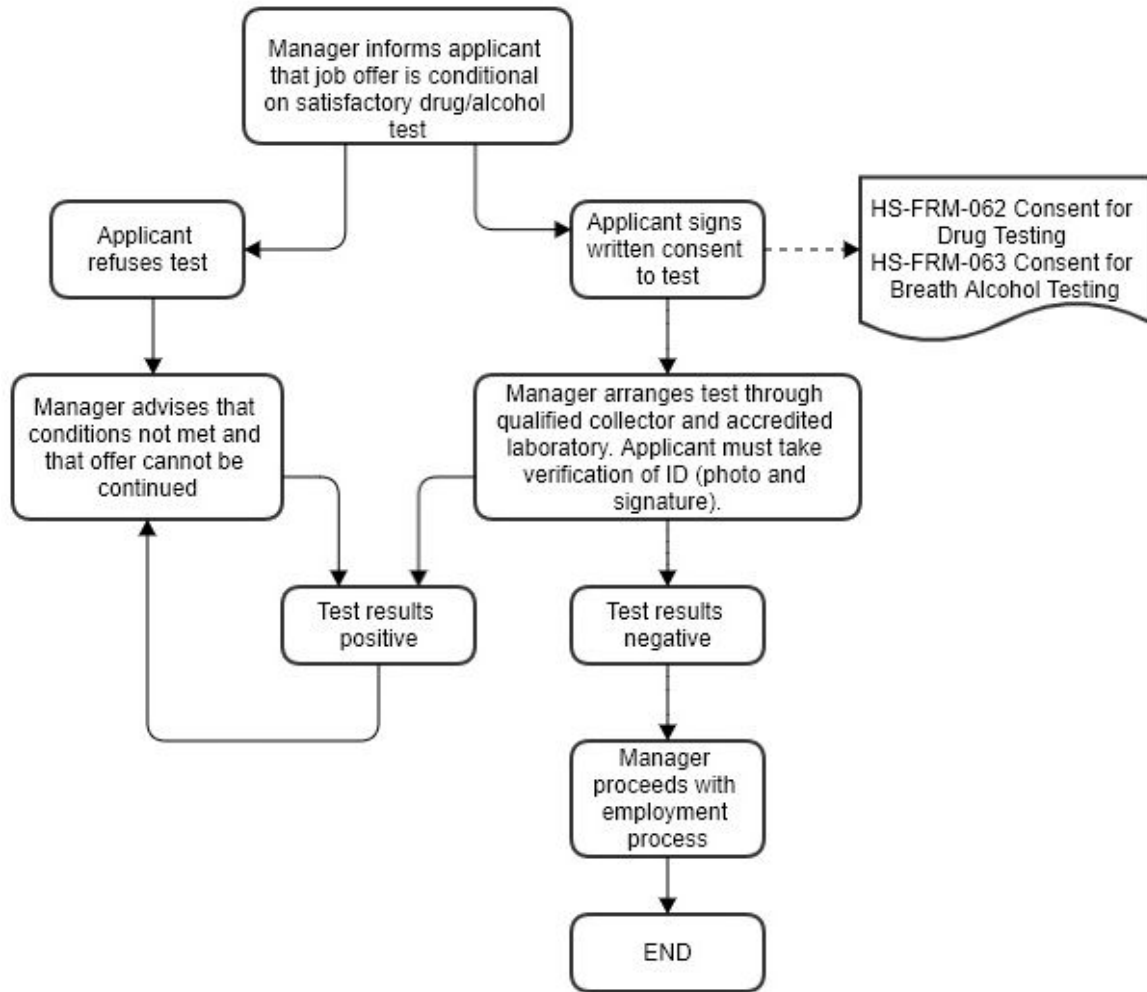 Manager informs applicant
that job offer is conditional
on satisfactory drug/alcohol
test
Applicant
refuses test
Applicant signs
written consent
to test
HS-FRM-062 Consent for
Drug Testing
HS-FRM-063 Consent for
Breath Alcohol Testing
Manager advises that
conditions not met and
that offer cannot be
continued
Manager arranges test through
qualified collector and accredited
laboratory. Applicant must take
verification of ID (photo and
signature).
Test results
positive
Test results
negative
Manager
proceeds with
employment
process
END